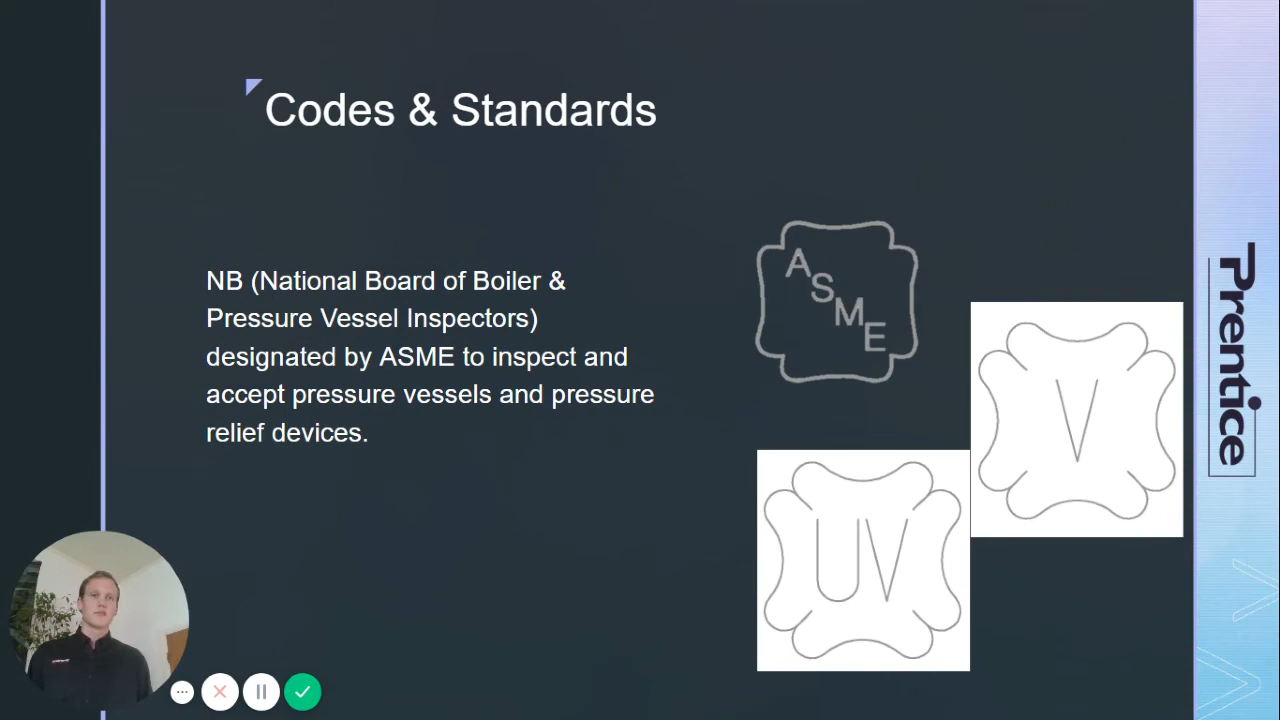 Codes & Standards
NB (National Board of Boiler &
Pressure Vessel Inspectors)
designated by ASME to inspect and
accept pressure vessels and pressure
relief devices.
A
S
M
E
V
UV
Prentice